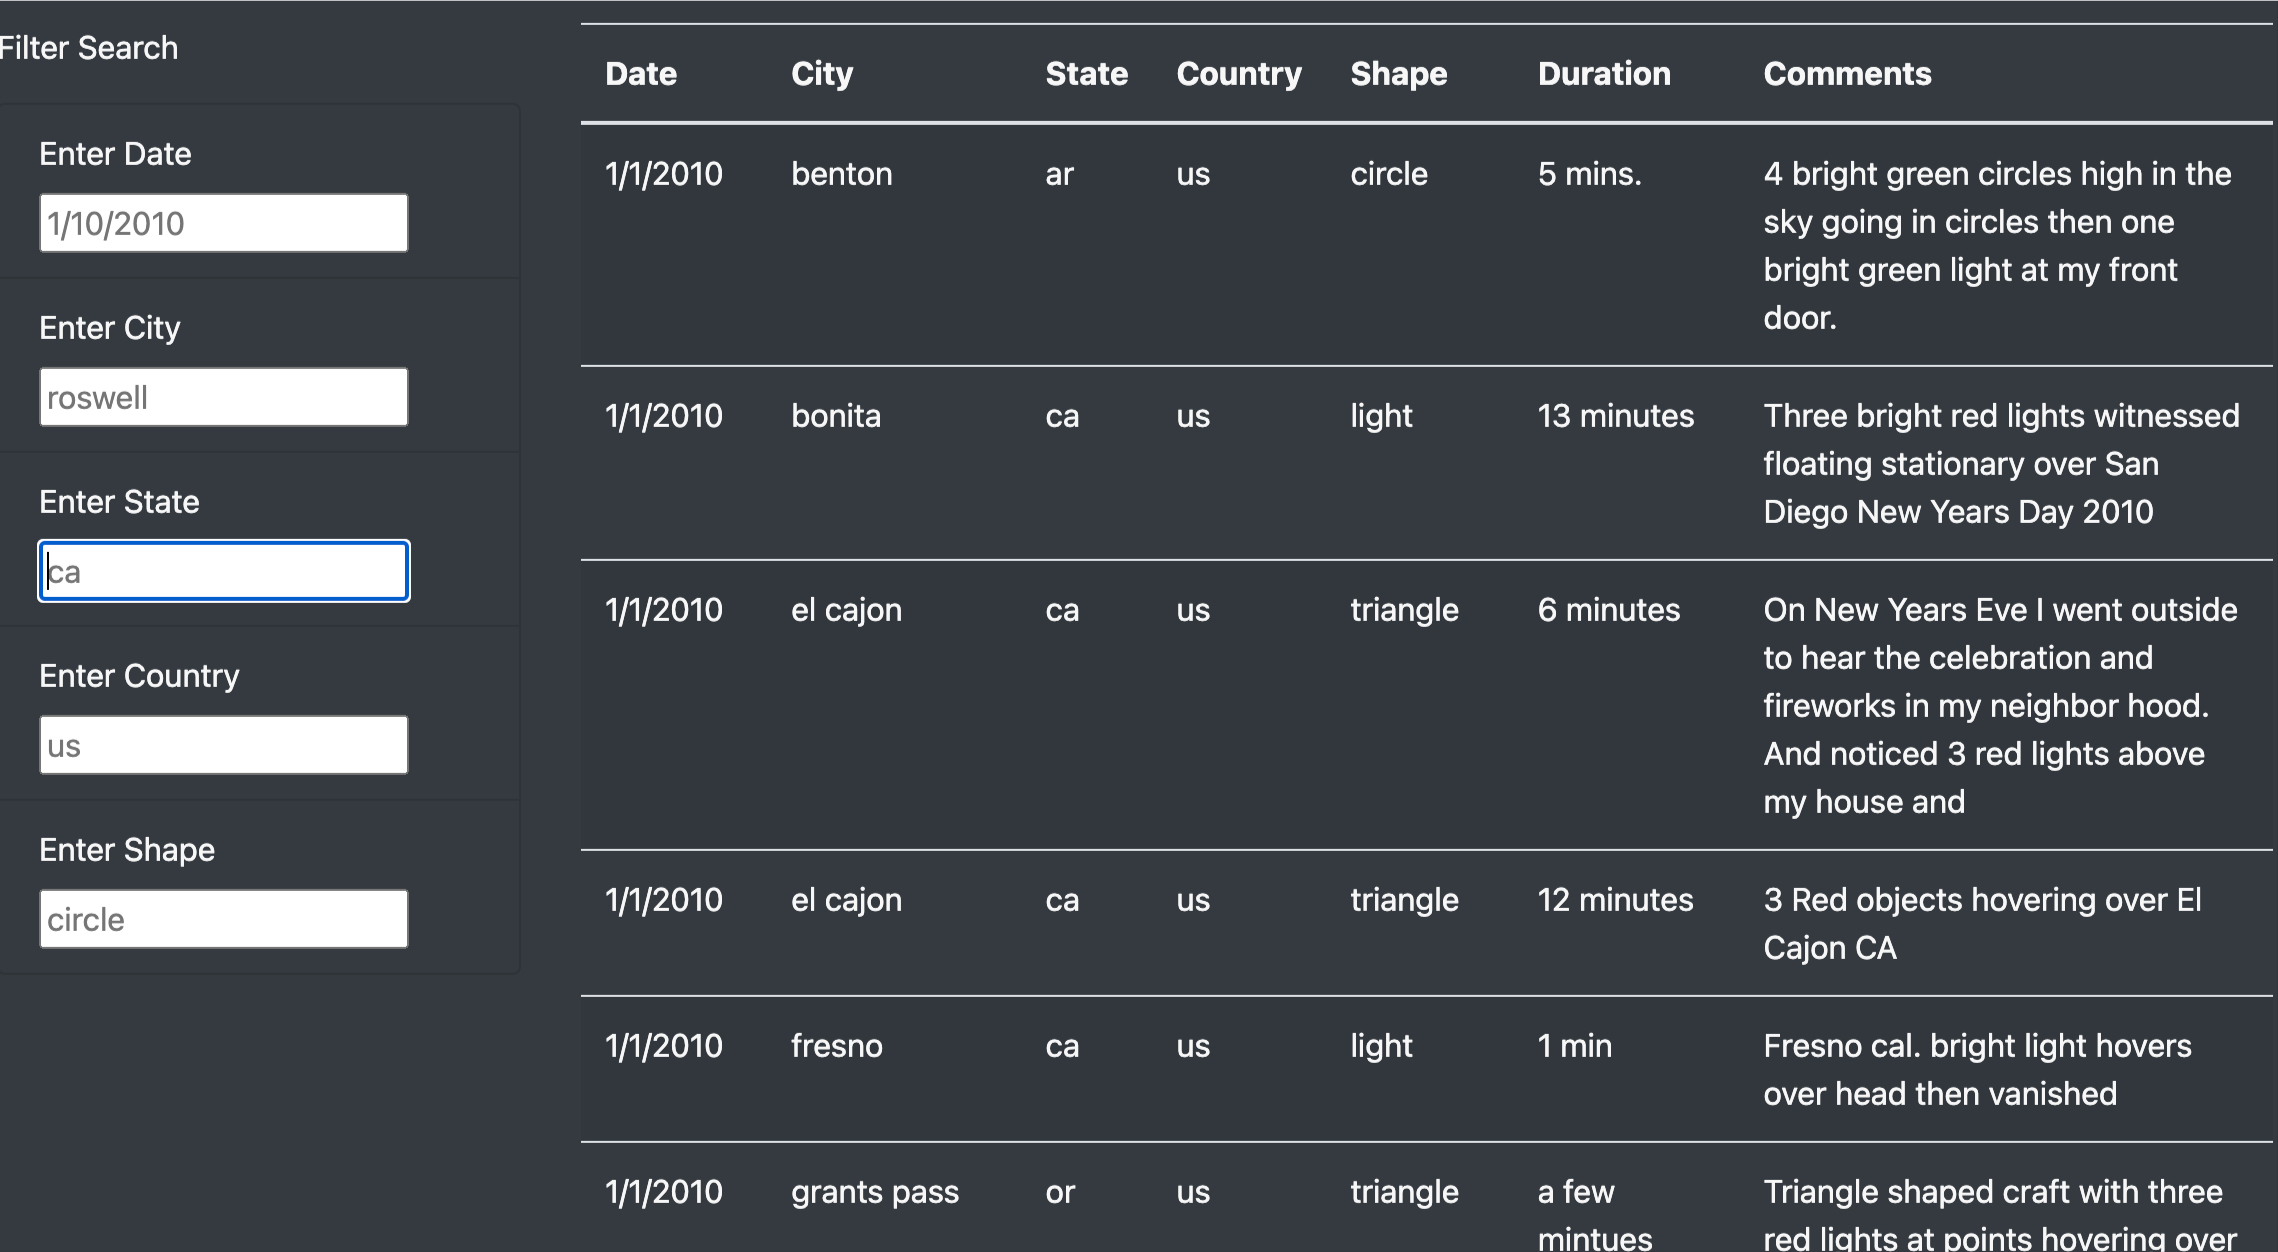 Filter Search
Enter Date
1/10/2010
Enter City
roswell
Enter State
ca
Enter Country
us
Enter Shape
circle
Date City State Country Shape Duration Comments
1/1/2010 benton ar us circle 5 mins. 4 bright green circles high in the
sky going in circles then one
bright green light at my front
door.
1/1/2010 bonita ca us light 13 minutes Three bright red lights witnessed
floating stationary over San
Diego New Years Day 2010
1/1/2010 el cajon ca us triangle 6 minutes On New Years Eve I went outside
to hear the celebration and
fireworks in my neighbor hood.
And noticed 3 red lights above
my house and
1/1/2010 el cajon ca us triangle 12 minutes 3 Red objects hovering over El
Cajon CA
1/1/2010 fresno ca us light 1 min Fresno cal. bright light hovers
over head then vanished
1/1/2010 grants pass or us triangle a few Triangle shaped craft with three
mintues red lights at points hovering over